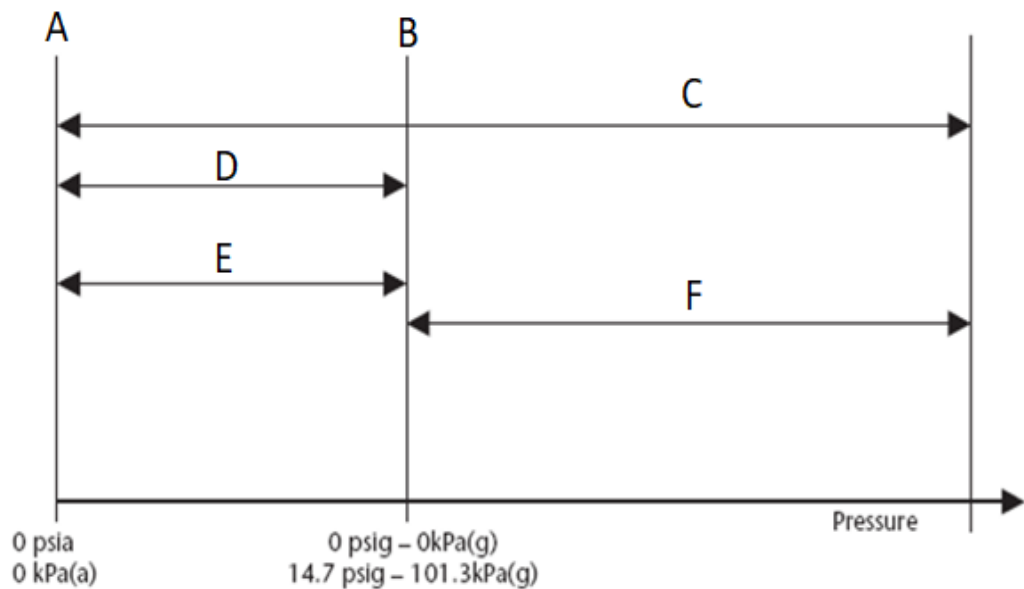 A
B
C
D
E
F
Pressure
0 psia
0 kPa(a)
0 psig – 0kPa(g)
14.7 psig – 101.3kPa(g)